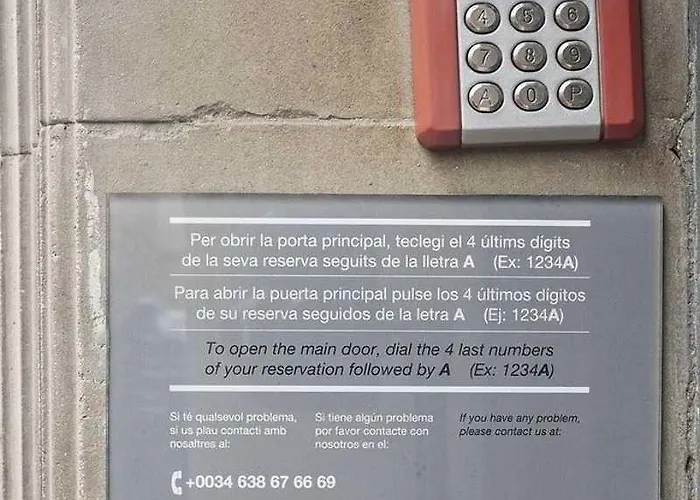 4 5 6
7 8 9
A 0 P
Per obrir la porta principal, teclegi el 4 últims dígits
de la seva reserva seguits de la lletra A (Ex: 1234A)
Para abrir la puerta principal pulse los 4 últimos dígitos
de su reserva seguidos de la letra A (Ej: 1234A)
To open the main door, dial the 4 last numbers
of your reservation followed by A (Ex: 1234A)
Si té qualsevol problema,
si us plau contacti amb
nosaltres al:
Si tiene algún problema
por favor contacte con
nosotros en el:
If you have any problem,
please contact us at:
+0034 638 67 66 69